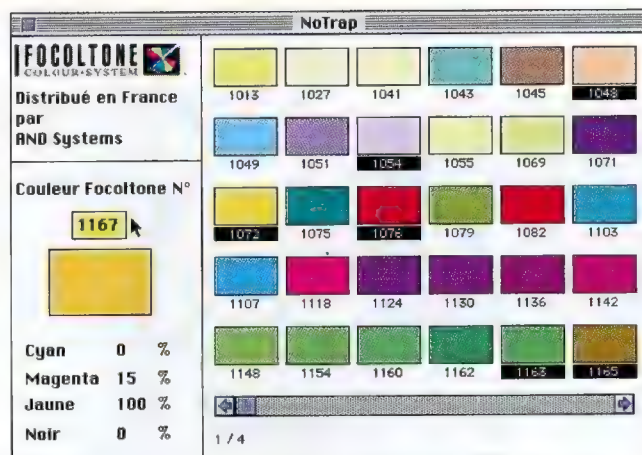 NoTrap
FOCOLTONE
COLOUR·SYSTEM
Distribué en France
par
AND Systems
Couleur Focoltone N°
1167
Cyan 0 %
Magenta 15 %
Jaune 100 %
Noir 0 %
1013 1027 1041 1043 1045 1048
1049 1051 1054 1055 1069 1071
1072 1075 1076 1079 1082 1103
1107 1118 1124 1130 1136 1142
1148 1154 1160 1162 1163 1165
1 / 4